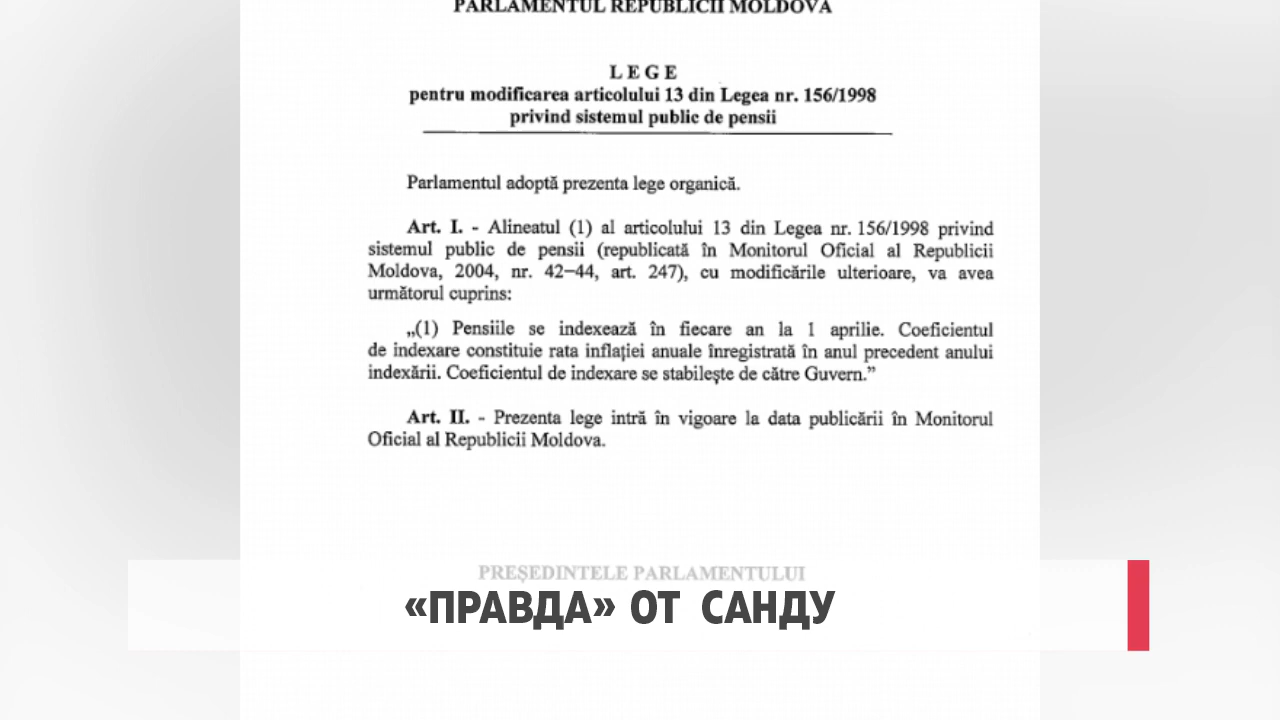 PARLAMENTUL REPUBLICII MOLDOVA
L E G E
pentru modificarea articolului 13 din Legea nr. 156/1998
privind sistemul public de pensii
Parlamentul adoptă prezenta lege organică.
Art. I. - Alineatul (1) al articolului 13 din Legea nr. 156/1998 privind
sistemul public de pensii (republicată în Monitorul Oficial al Republicii
Moldova, 2004, nr. 42–44, art. 247), cu modificările ulterioare, va avea
următorul cuprins:
„(1) Pensiile se indexează în fiecare an la 1 aprilie. Coeficientul
de indexare constituie rata inflației anuale înregistrată în anul precedent anului
indexării. Coeficientul de indexare se stabilește de către Guvern.”
Art. II. - Prezenta lege intră în vigoare la data publicării în Monitorul
Oficial al Republicii Moldova.
PREȘEDINTELE PARLAMENTULUI
«ПРАВДА» ОТ САНДУ